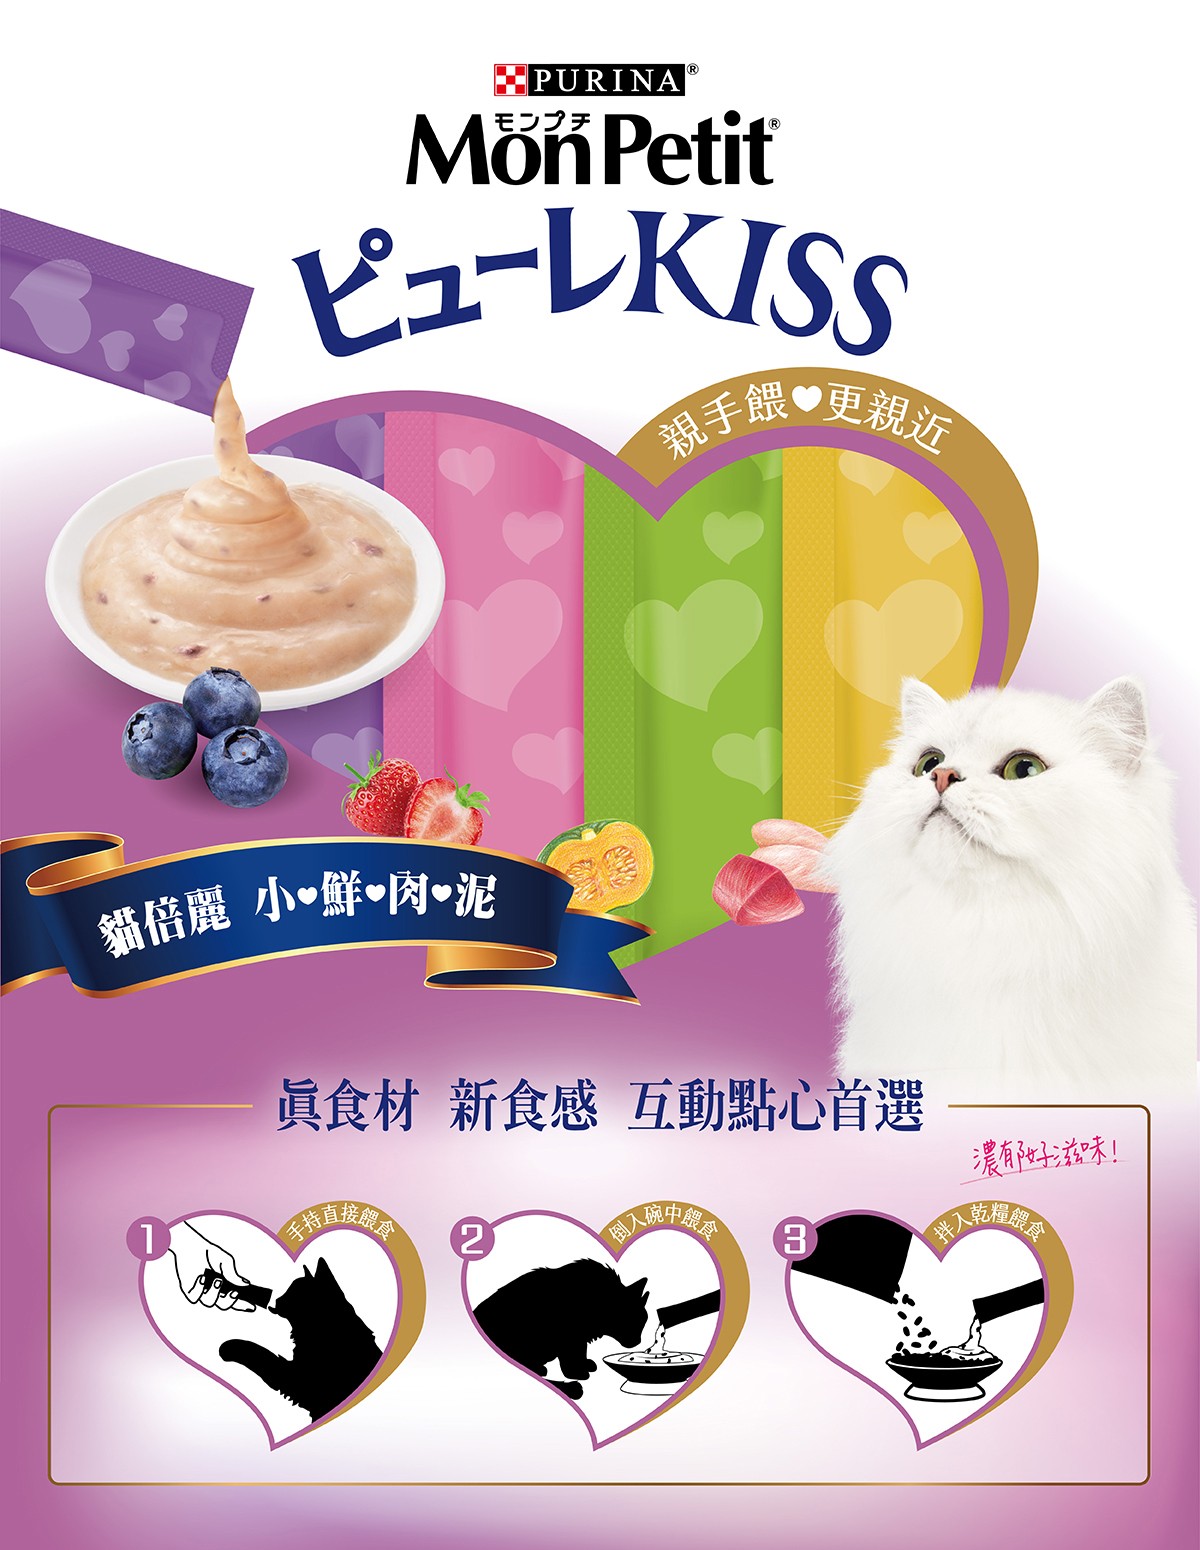 PURINA®
モンプチ
Mon Petit®
ピューレKISS
親手餵♥更親近
貓倍麗 小♥鮮♥肉♥泥
眞食材 新食感 互動點心首選
濃郁好滋味!
1 手持直接餵食
2 倒入碗中餵食
3 拌入乾糧餵食